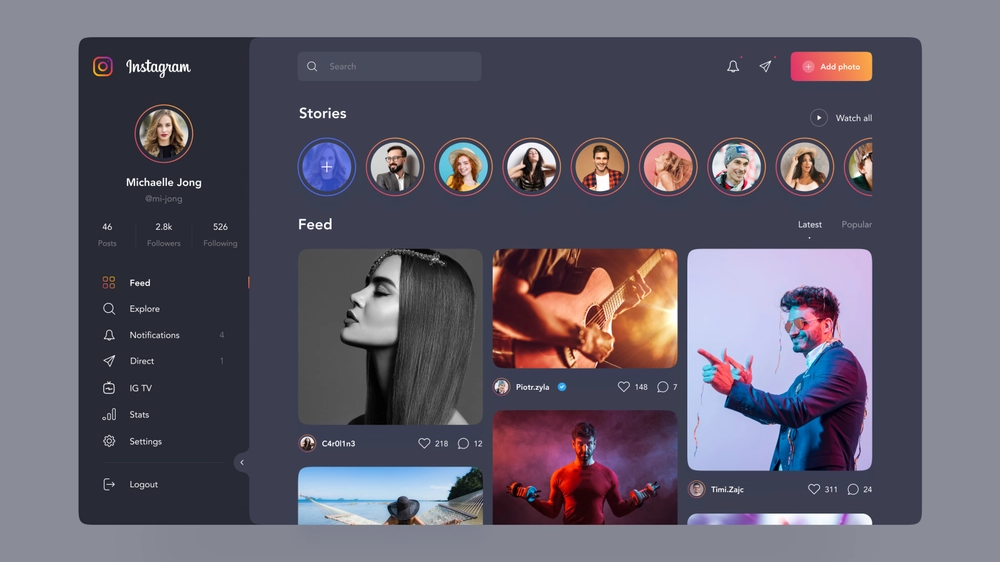 Instagram
Michaelle Jong
@mi-jong
46
Posts
2.8k
Followers
526
Following
Feed
Explore
Notifications 4
Direct 1
IG TV
Stats
Settings
Logout
Search
Add photo
Stories
Watch all
Feed
Latest Popular
C4r0l1n3 218 12
Piotr.zyla 148 7
Timi.Zajc 311 24